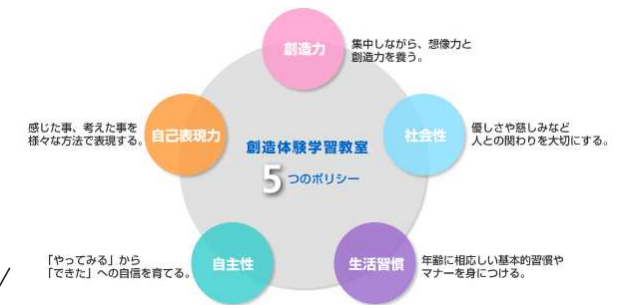 創造力
集中しながら、想像力と
創造力を養う。
自己表現力
感じた事、考えた事を
様々な方法で表現する。
社会性
優しさや慈しみなど
人との関わりを大切にする。
創造体験学習教室
5つのポリシー
自主性
「やってみる」から
「できた」への自信を育てる。
生活習慣
年齢に相応しい基本的習慣や
マナーを身につける。